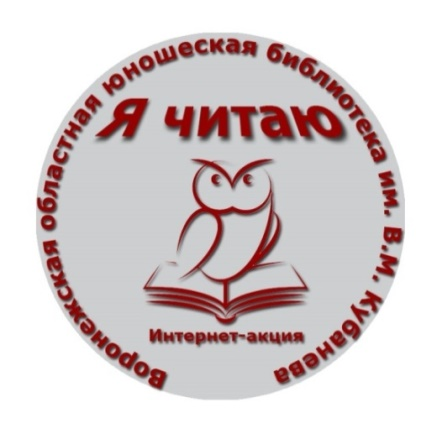 Воронежская областная юношеская библиотека им. В.М. Кубанева
Я читаю
Интернет-акция